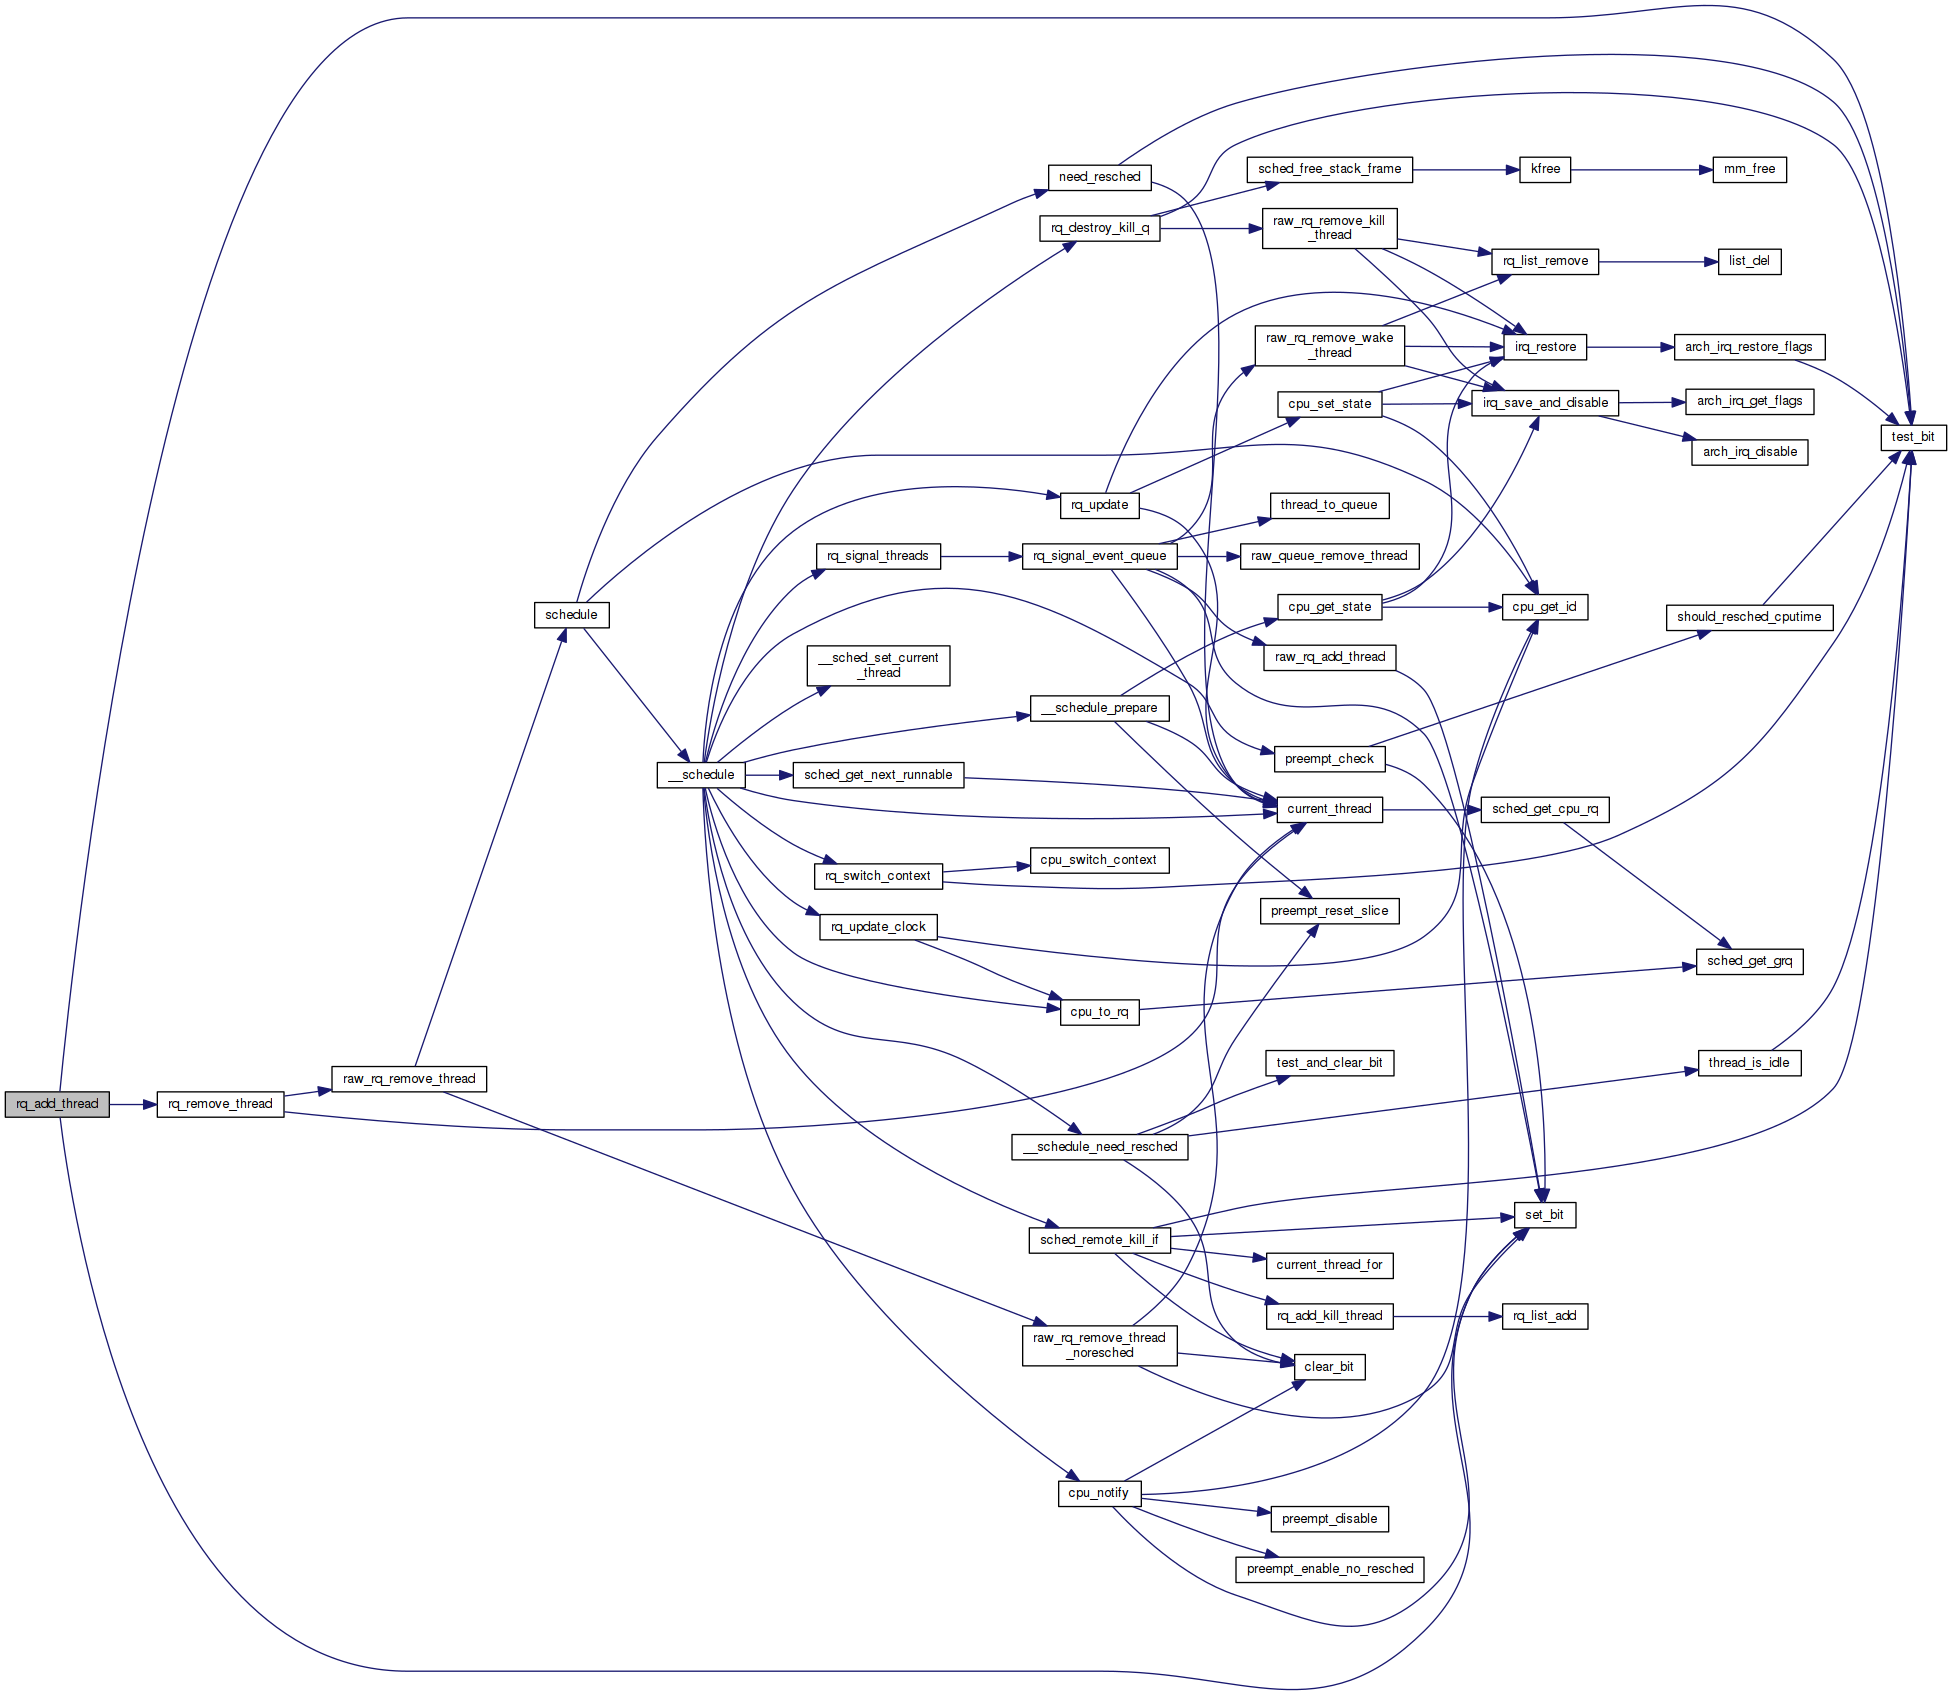 need_resched
sched_free_stack_frame
kfree
mm_free
rq_destroy_kill_q
raw_rq_remove_kill
_thread
rq_list_remove
list_del
raw_rq_remove_wake
_thread
irq_restore
arch_irq_restore_flags
cpu_set_state
irq_save_and_disable
arch_irq_get_flags
test_bit
arch_irq_disable
rq_update
thread_to_queue
rq_signal_threads
rq_signal_event_queue
raw_queue_remove_thread
schedule
cpu_get_state
cpu_get_id
should_resched_cputime
__sched_set_current
_thread
raw_rq_add_thread
__schedule_prepare
preempt_check
__schedule
sched_get_next_runnable
current_thread
sched_get_cpu_rq
cpu_switch_context
rq_switch_context
preempt_reset_slice
rq_update_clock
sched_get_grq
cpu_to_rq
test_and_clear_bit
thread_is_idle
raw_rq_remove_thread
rq_add_thread
rq_remove_thread
__schedule_need_resched
set_bit
sched_remote_kill_if
current_thread_for
rq_add_kill_thread
rq_list_add
raw_rq_remove_thread
_noresched
clear_bit
cpu_notify
preempt_disable
preempt_enable_no_resched